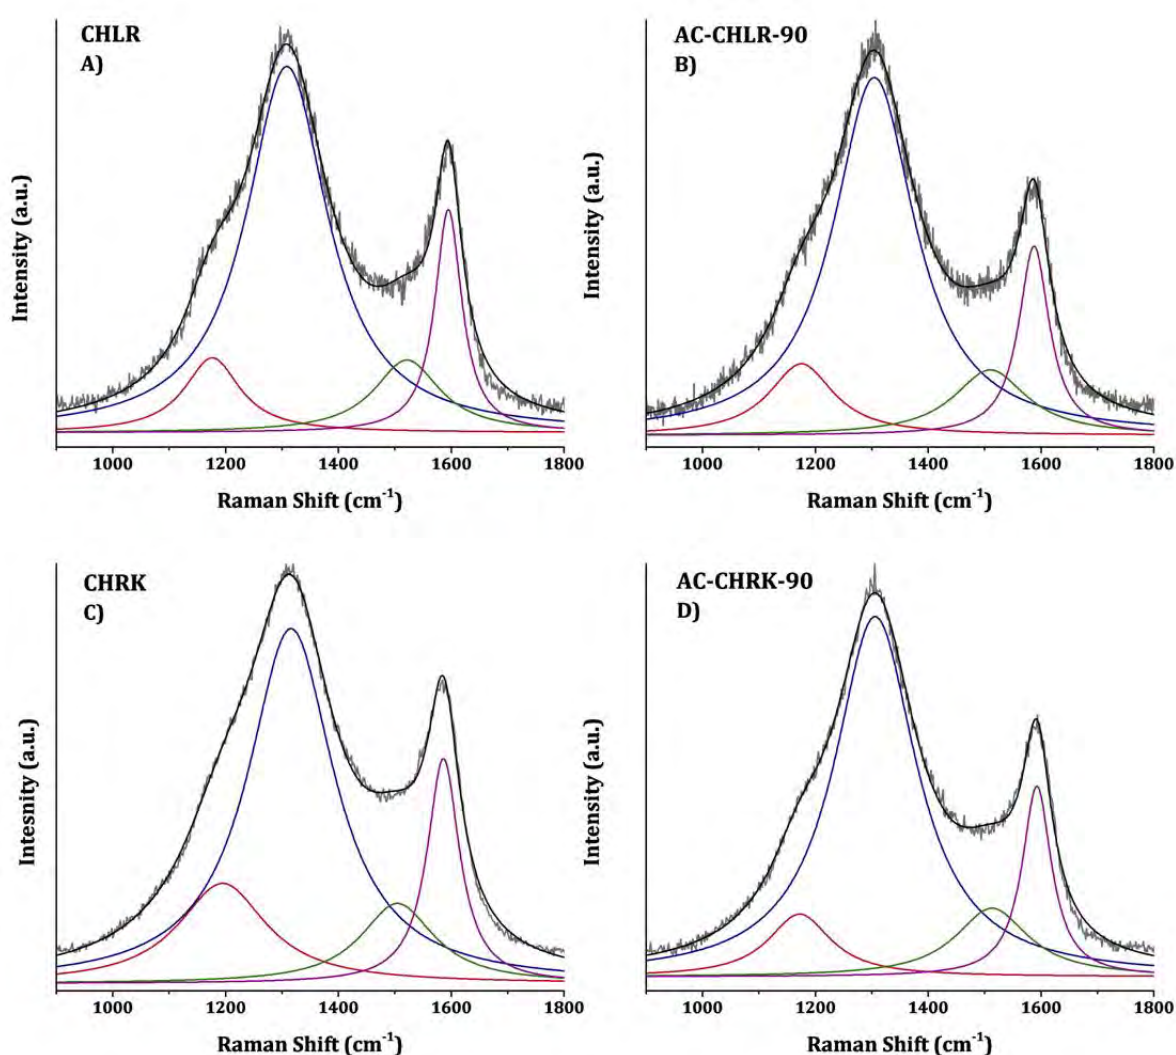 CHLR
A)
Intensity (a.u.)
1000 1200 1400 1600 1800
Raman Shift (cm⁻¹)
AC-CHLR-90
B)
Intensity (a.u.)
1000 1200 1400 1600 1800
Raman Shift (cm⁻¹)
CHRK
C)
Intesnity (a.u.)
1000 1200 1400 1600 1800
Raman Shift (cm⁻¹)
AC-CHRK-90
D)
Intensity (a.u.)
1000 1200 1400 1600 1800
Raman Shift (cm⁻¹)